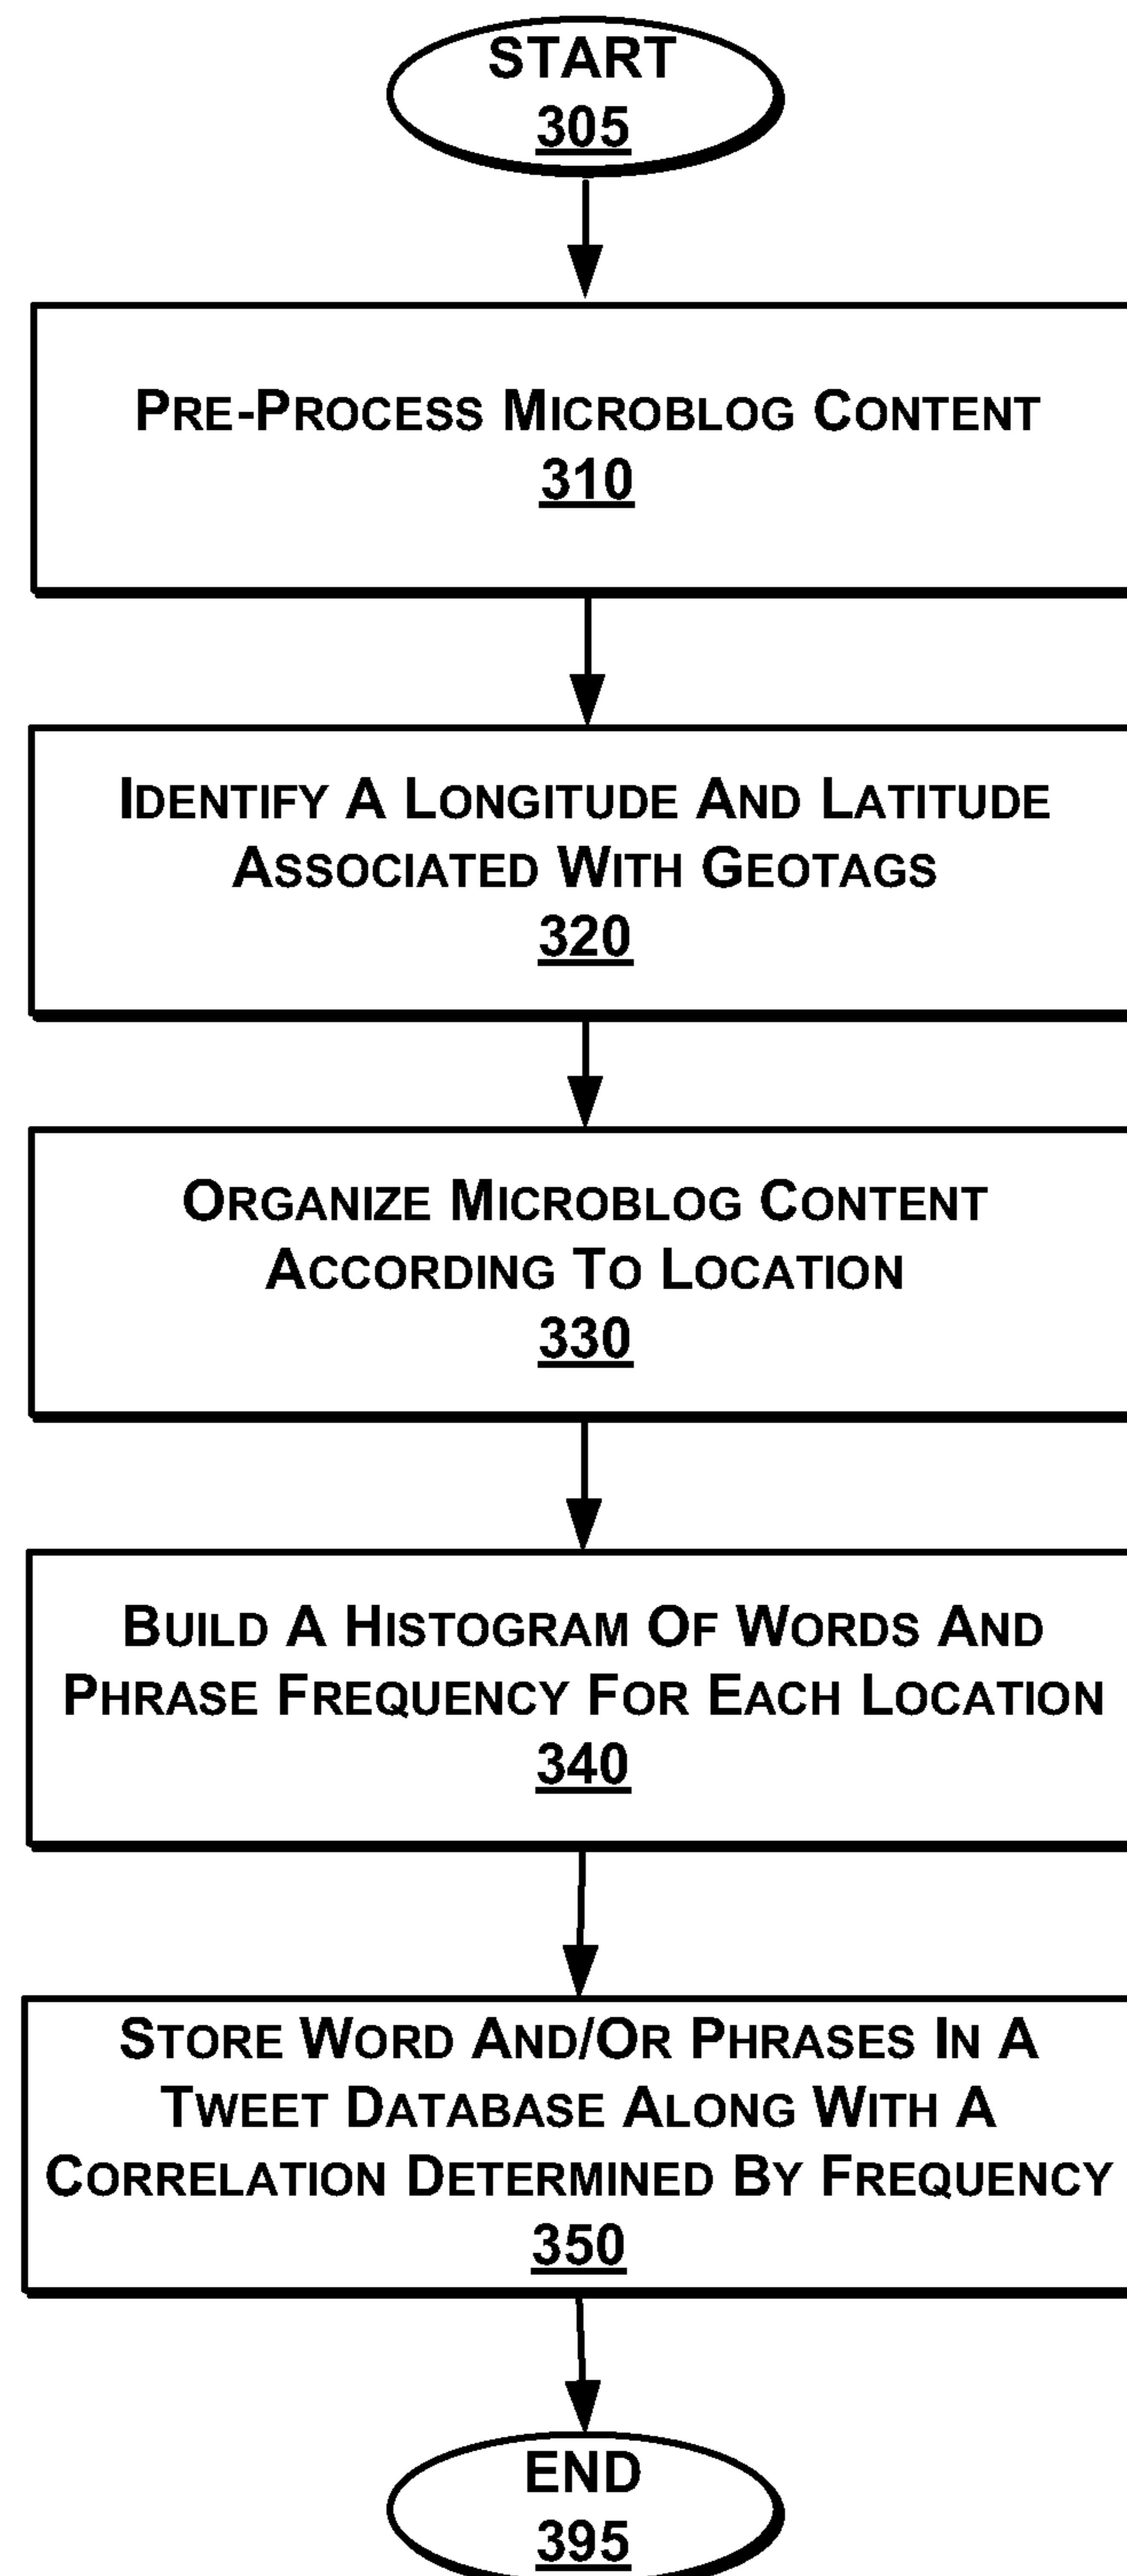 START
305
PRE-PROCESS MICROBLOG CONTENT
310
IDENTIFY A LONGITUDE AND LATITUDE
ASSOCIATED WITH GEOTAGS
320
ORGANIZE MICROBLOG CONTENT
ACCORDING TO LOCATION
330
BUILD A HISTOGRAM OF WORDS AND
PHRASE FREQUENCY FOR EACH LOCATION
340
STORE WORD AND/OR PHRASES IN A
TWEET DATABASE ALONG WITH A
CORRELATION DETERMINED BY FREQUENCY
350
END
395